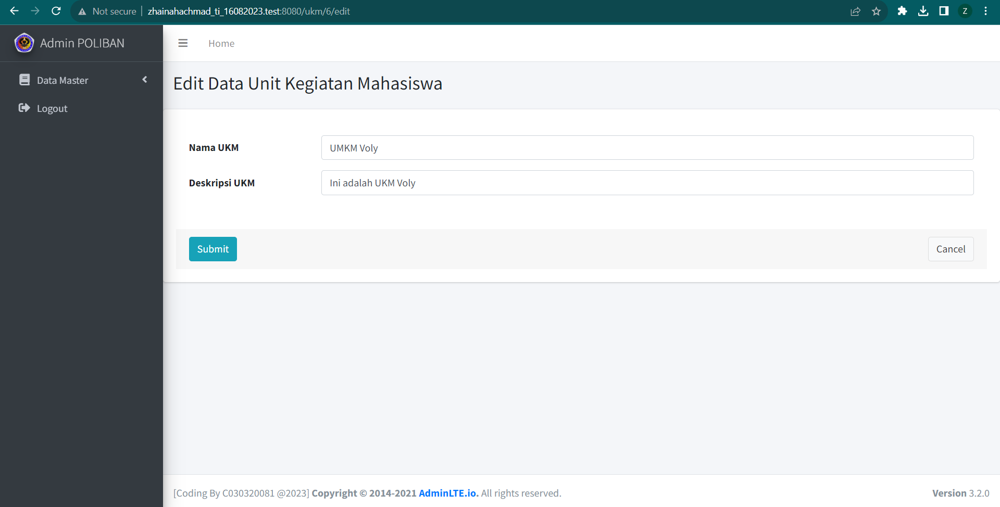 Not secure | zhainahachmad_ti_16082023.test:8080/ukm/6/edit
Z
Admin POLIBAN
Home
Data Master
Logout
Edit Data Unit Kegiatan Mahasiswa
Nama UKM
UMKM Voly
Deskripsi UKM
Ini adalah UKM Voly
Submit
Cancel
[Coding By C030320081 @2023] Copyright © 2014-2021 AdminLTE.io. All rights reserved.
Version 3.2.0